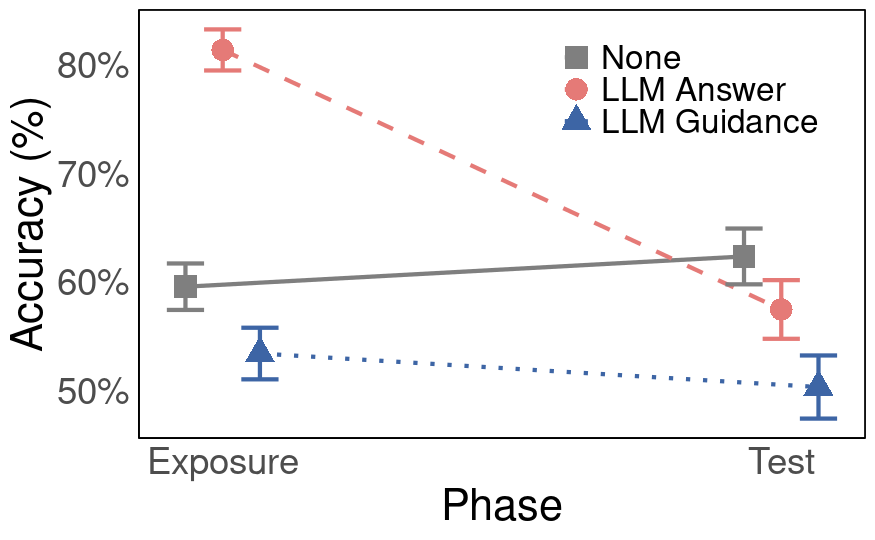 80%
70%
60%
50%
Accuracy (%)
None
LLM Answer
LLM Guidance
Exposure
Test
Phase